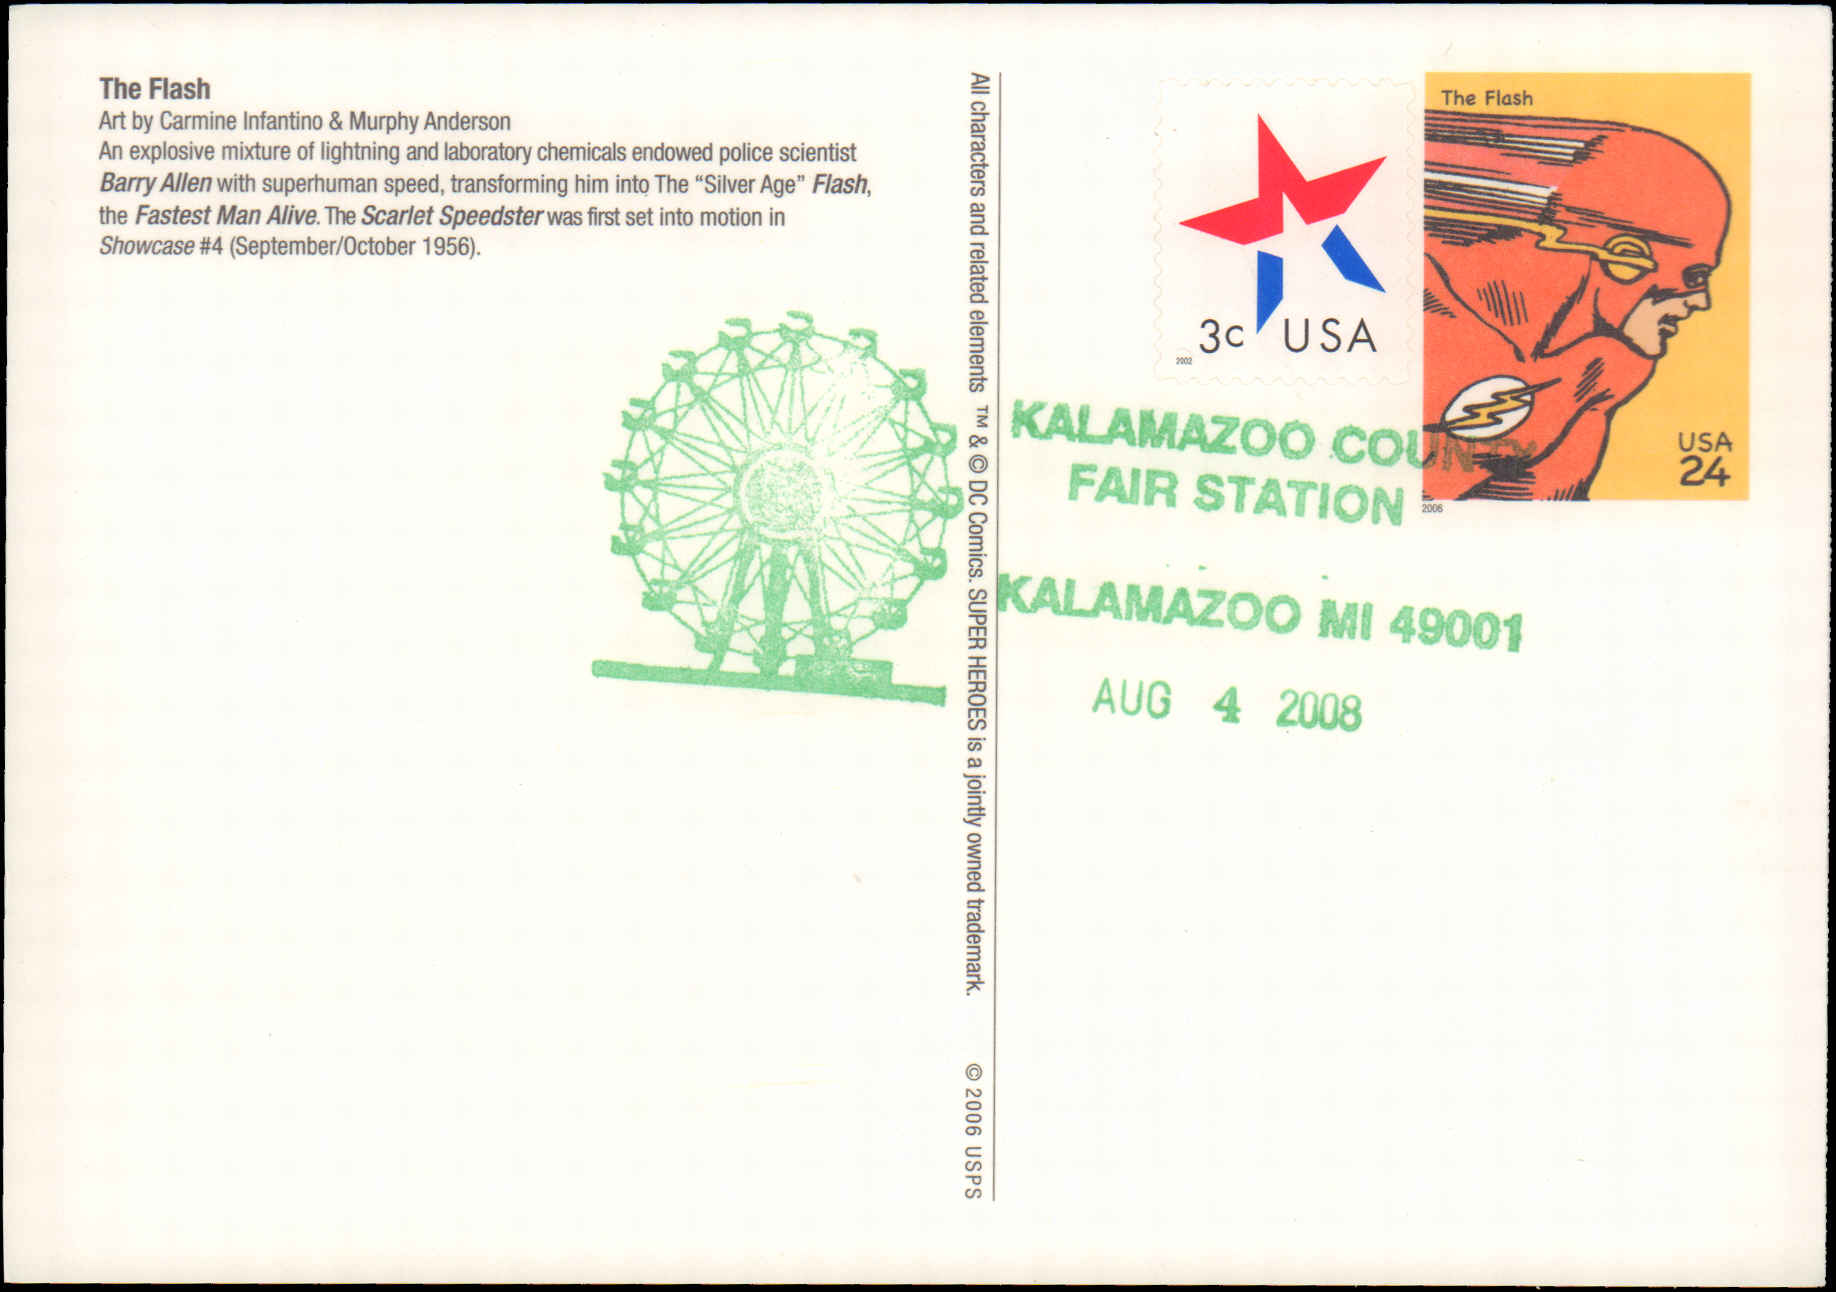 The Flash
Art by Carmine Infantino & Murphy Anderson
An explosive mixture of lightning and laboratory chemicals endowed police scientist
Barry Allen with superhuman speed, transforming him into The “Silver Age” Flash,
the Fastest Man Alive. The Scarlet Speedster was first set into motion in
Showcase #4 (September/October 1956).
All characters and related elements ™ & © DC Comics. SUPER HEROES is a jointly owned trademark. © 2006 USPS
3c USA
2002
The Flash
USA
24
2006
KALAMAZOO COUNTY
FAIR STATION
KALAMAZOO MI 49001
AUG 4 2008